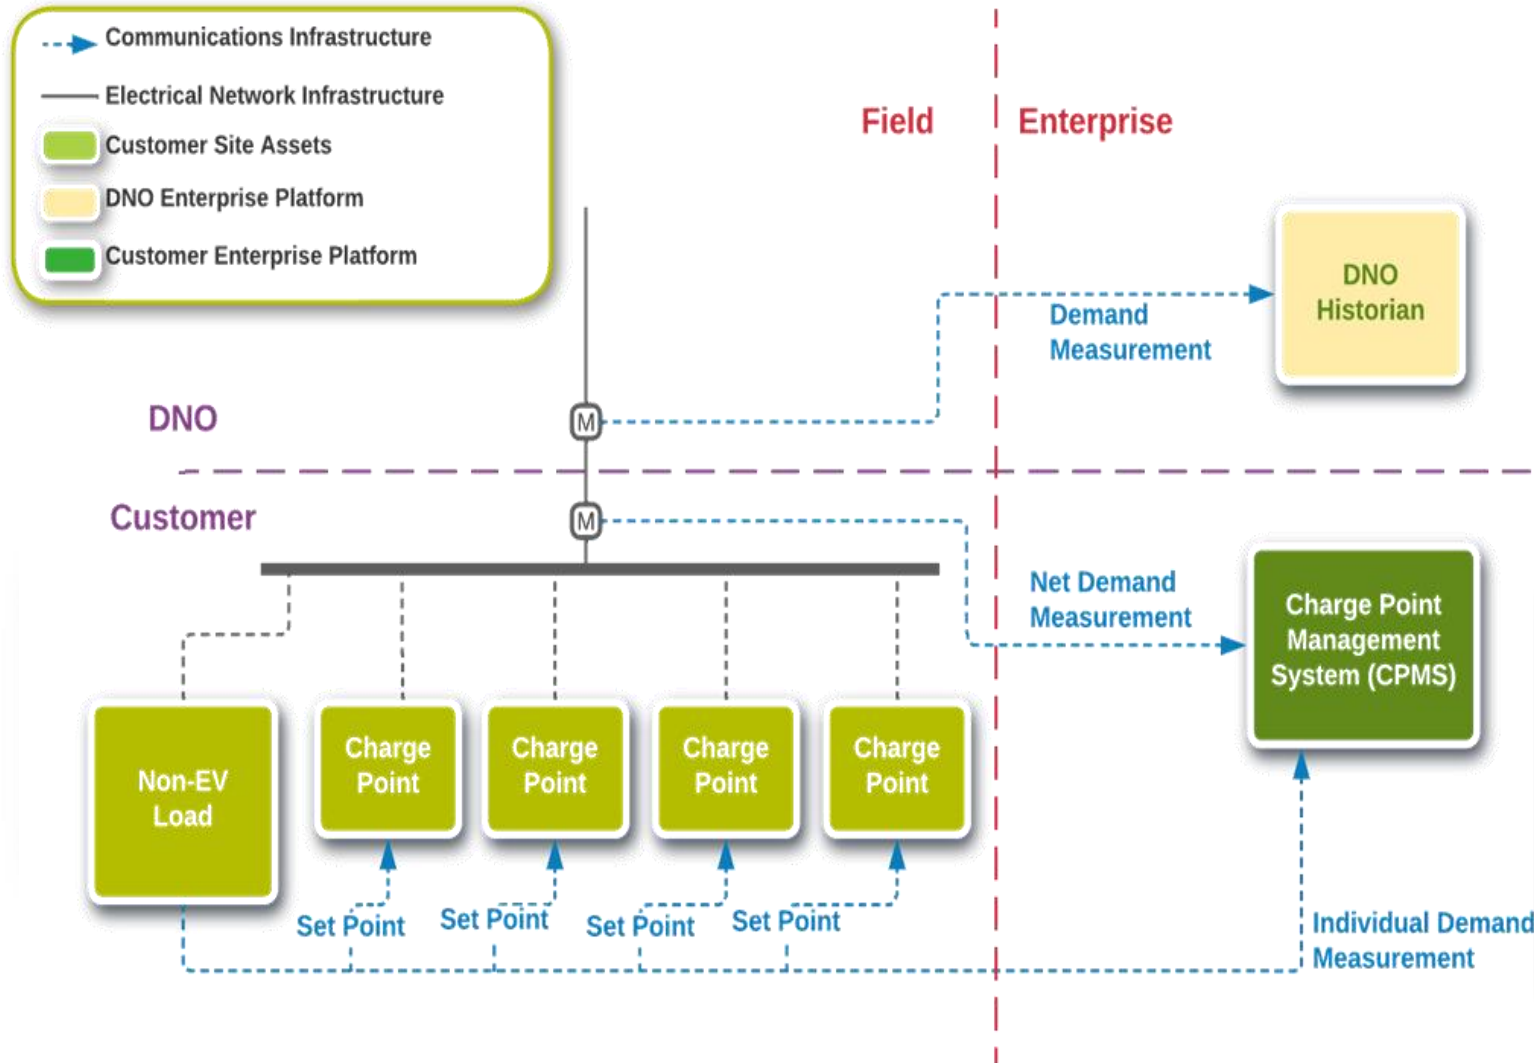 Communications Infrastructure
Electrical Network Infrastructure
Customer Site Assets
DNO Enterprise Platform
Customer Enterprise Platform
Field
Enterprise
DNO
Historian
Demand
Measurement
DNO
M
Customer
M
Net Demand
Measurement
Charge Point
Management
System (CPMS)
Non-EV
Load
Charge
Point
Charge
Point
Charge
Point
Charge
Point
Set Point
Set Point
Set Point
Set Point
Individual Demand
Measurement